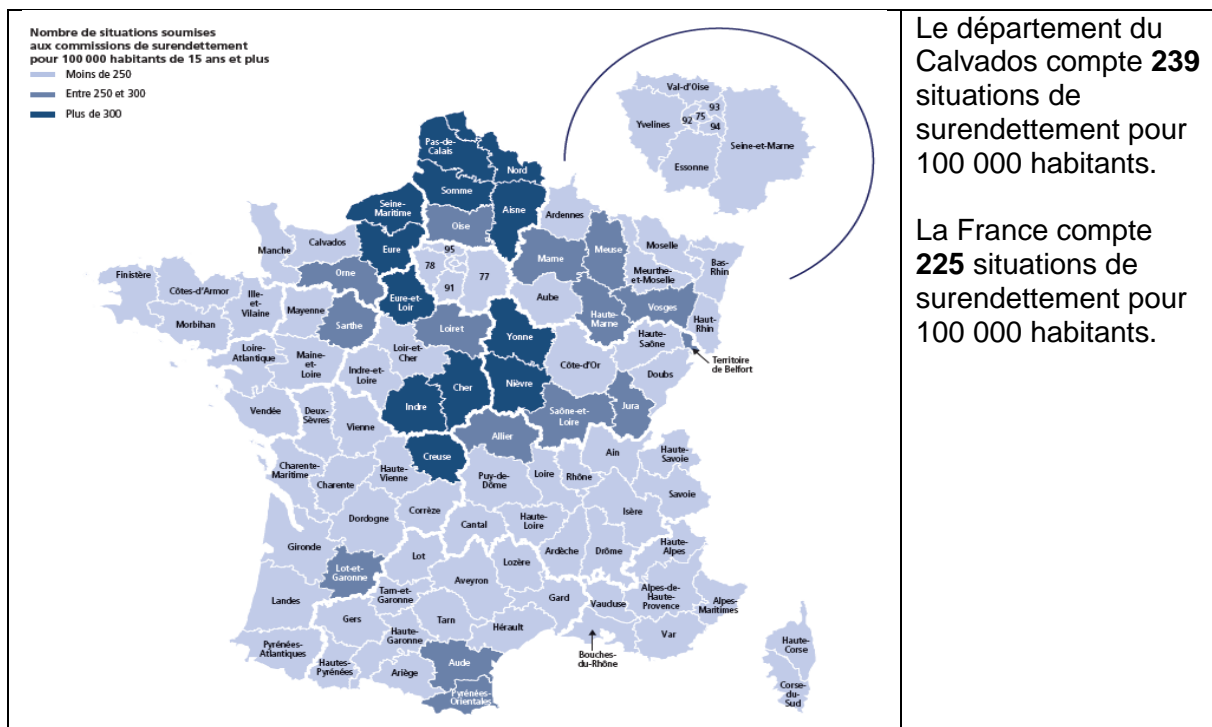 Nombre de situations soumises
aux commissions de surendettement
pour 100 000 habitants de 15 ans et plus
Moins de 250
Entre 250 et 300
Plus de 300
Le département du
Calvados compte 239
situations de
surendettement pour
100 000 habitants.
La France compte
225 situations de
surendettement pour
100 000 habitants.
Val-d'Oise
93
92
75
94
Yvelines
Seine-et-Marne
Essonne
Pas-de-
Calais
Nord
Somme
Seine-
Maritime
Aisne
Oise
Ardennes
Manche
Calvados
Eure
95
78
77
91
Marne
Meuse
Moselle
Meurthe-
et-Moselle
Bas-
Rhin
Finistère
Côtes-d'Armor
Ille-
et-
Vilaine
Orne
Mayenne
Eure-et-
Loir
Aube
Haute-
Marne
Vosges
Haut-
Rhin
Morbihan
Sarthe
Loiret
Yonne
Haute-
Saône
Territoire
de Belfort
Loire-
Atlantique
Maine-
et-
Loire
Loir-et-
Cher
Indre-et-
Loire
Côte-d'Or
Doubs
Vendée
Deux-
Sèvres
Vienne
Indre
Cher
Nièvre
Saône-et-
Loire
Jura
Allier
Creuse
Charente-
Maritime
Charente
Haute-
Vienne
Puy-de-
Dôme
Loire
Rhône
Ain
Haute-
Savoie
Savoie
Dordogne
Corrèze
Cantal
Haute-
Loire
Isère
Gironde
Lot
Ardèche
Drôme
Haute-
Alpes
Lot-et-
Garonne
Aveyron
Lozère
Landes
Tarn-et-
Garonne
Gard
Vaucluse
Alpes-de-
Haute-
Provence
Alpes-
Maritimes
Gers
Tarn
Hérault
Var
Haute-
Garonne
Bouches-
du-Rhône
Pyrénées-
Atlantiques
Hautes-
Pyrénées
Ariège
Aude
Pyrénées-
Orientales
Haute-
Corse
Corse-
du-
Sud